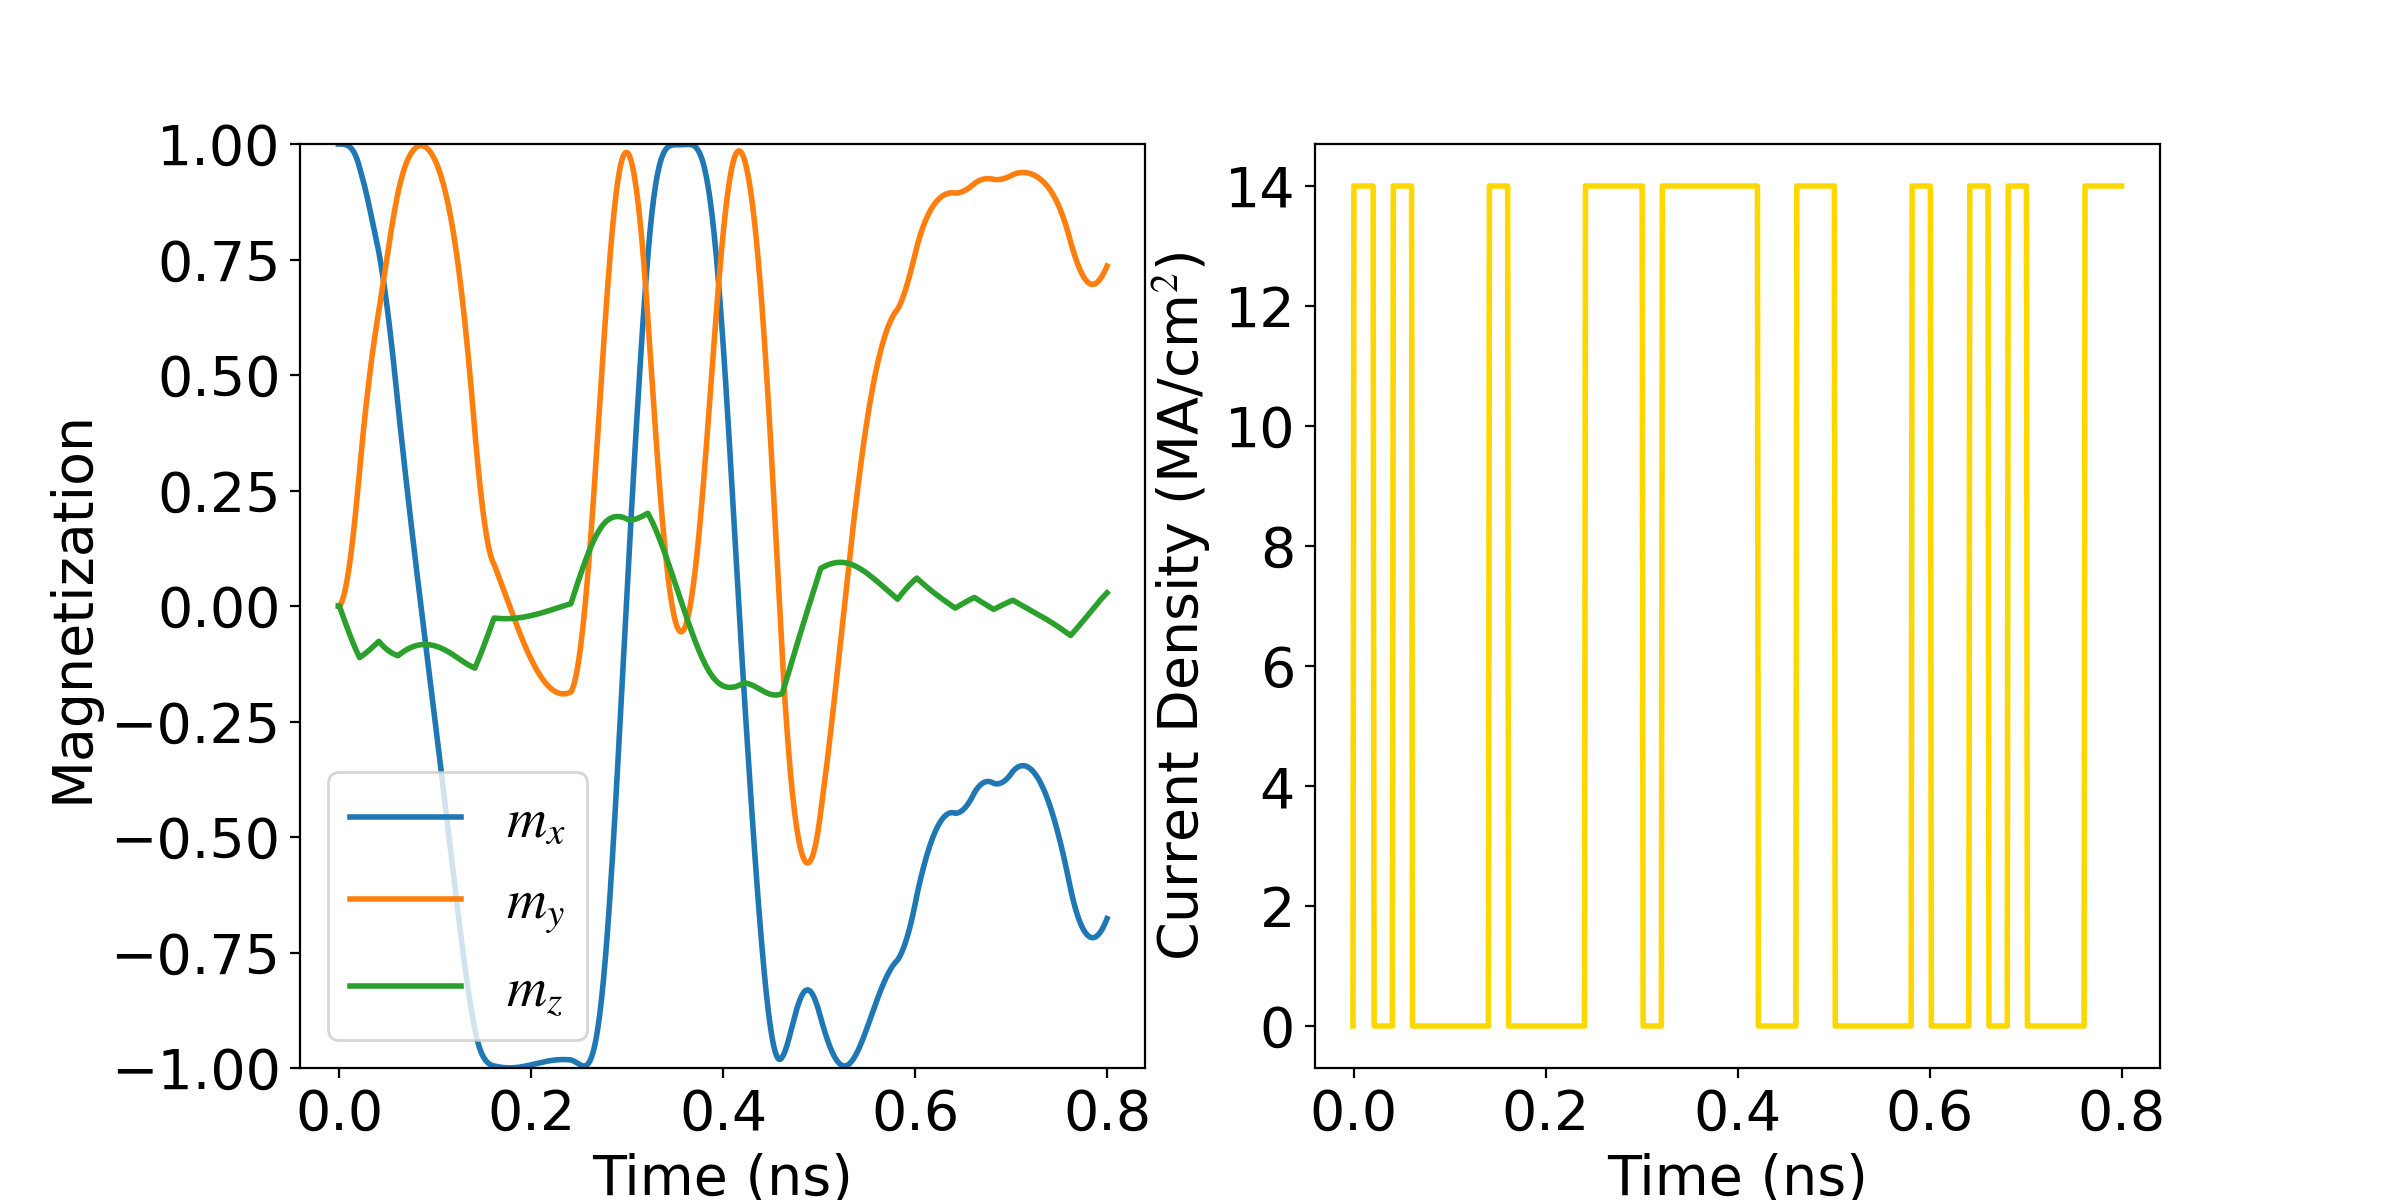 Magnetization
1.00
0.75
0.50
0.25
0.00
−0.25
−0.50
−0.75
−1.00
m_x
m_y
m_z
0.0 0.2 0.4 0.6 0.8
Time (ns)
Current Density (MA/cm²)
14
12
10
8
6
4
2
0
0.0 0.2 0.4 0.6 0.8
Time (ns)